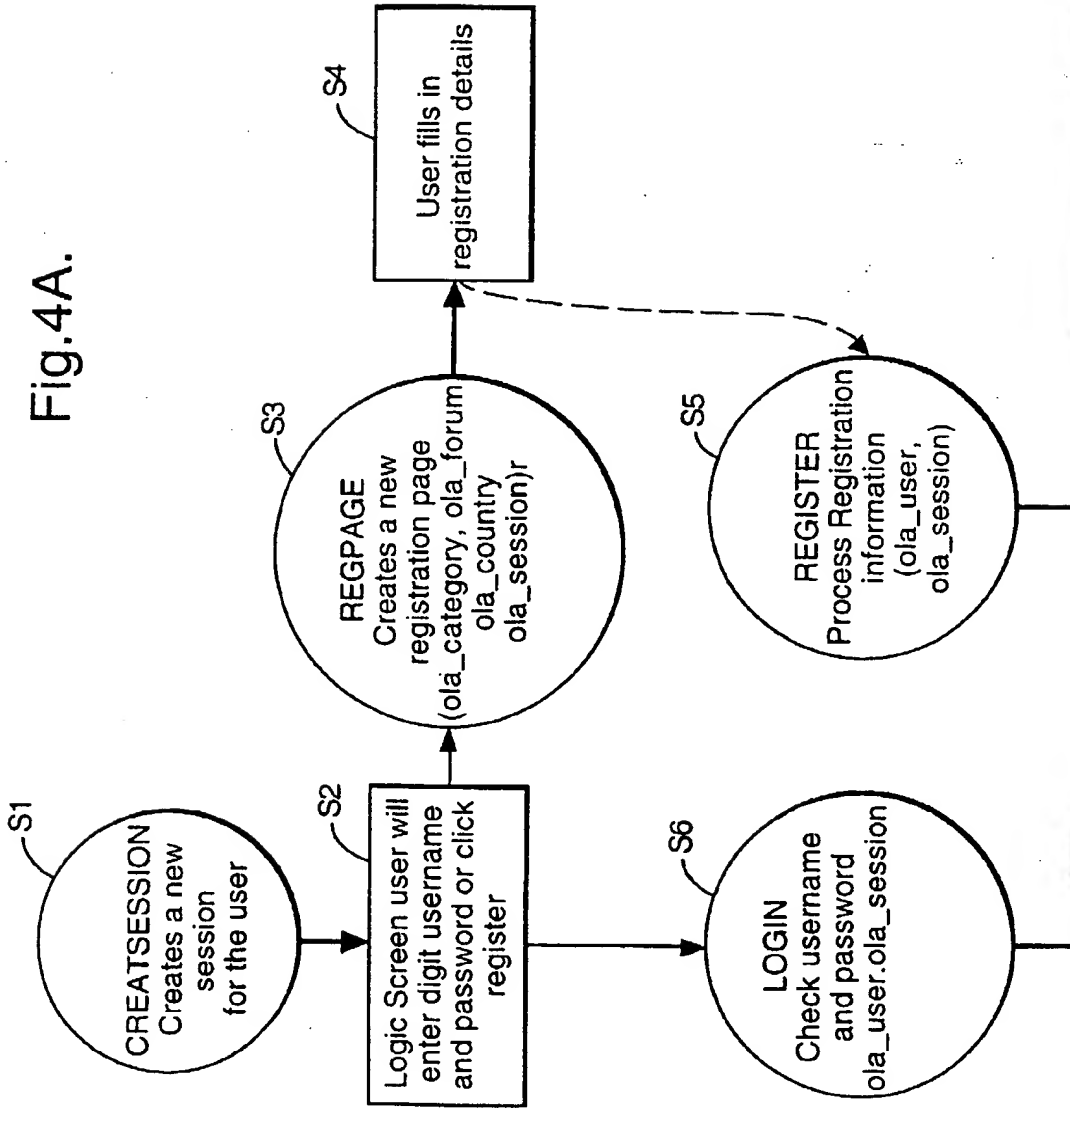 Fig.4A.
S1
CREATSESSION
Creates a new
session
for the user
S2
Logic Screen user will
enter digit username
and password or click
register
S3
REGPAGE
Creates a new
registration page
(ola_category, ola_forum
ola_country
ola_session)r
S4
User fills in
registration details
S5
REGISTER
Process Registration
information
(ola_user,
ola_session)
S6
LOGIN
Check username
and password
ola_user.ola_session